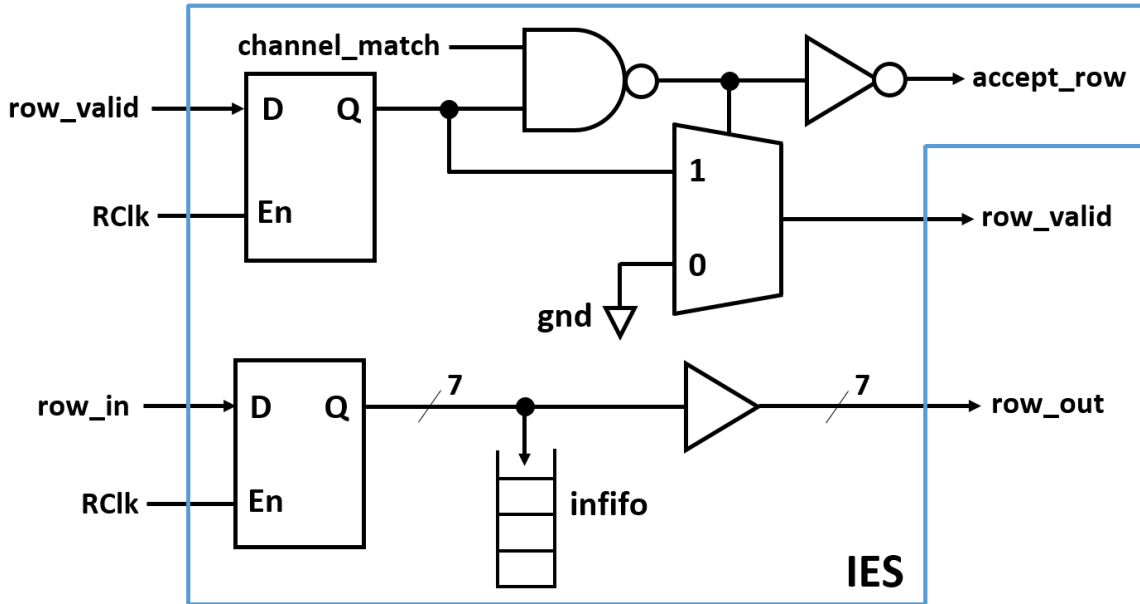 channel_match
accept_row
row_valid
D
Q
1
RClk
En
row_valid
0
gnd
7
7
row_in
D
Q
row_out
RClk
En
infifo
IES